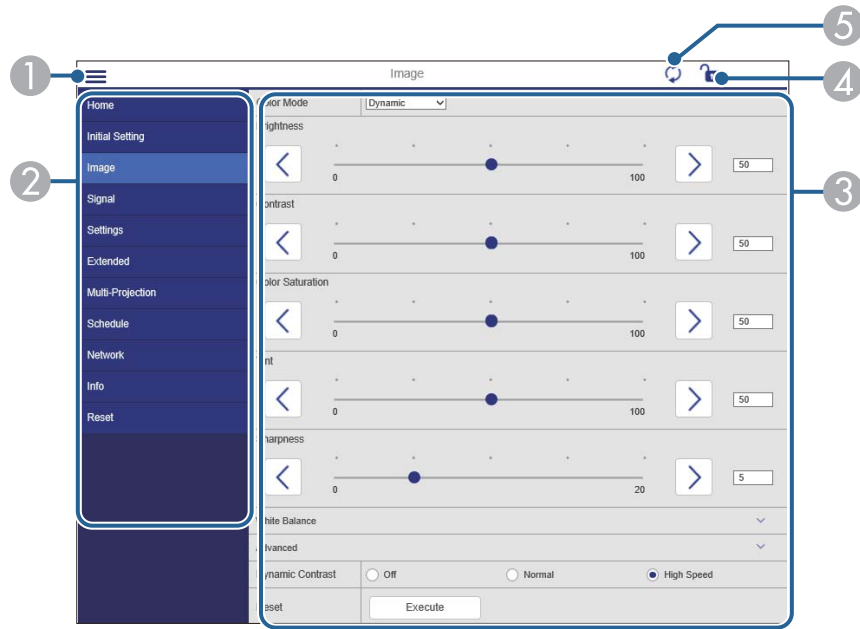 5
1
Image
4
Home
Initial Setting
Image
Signal
Settings
Extended
Multi-Projection
Schedule
Network
Info
Reset
2
Color Mode
Dynamic
rightness
0
100
50
ontrast
0
100
50
olor Saturation
0
100
50
nt
0
100
50
harpness
0
20
5
hite Balance
dvanced
ynamic Contrast
Off
Normal
High Speed
eset
Execute
3